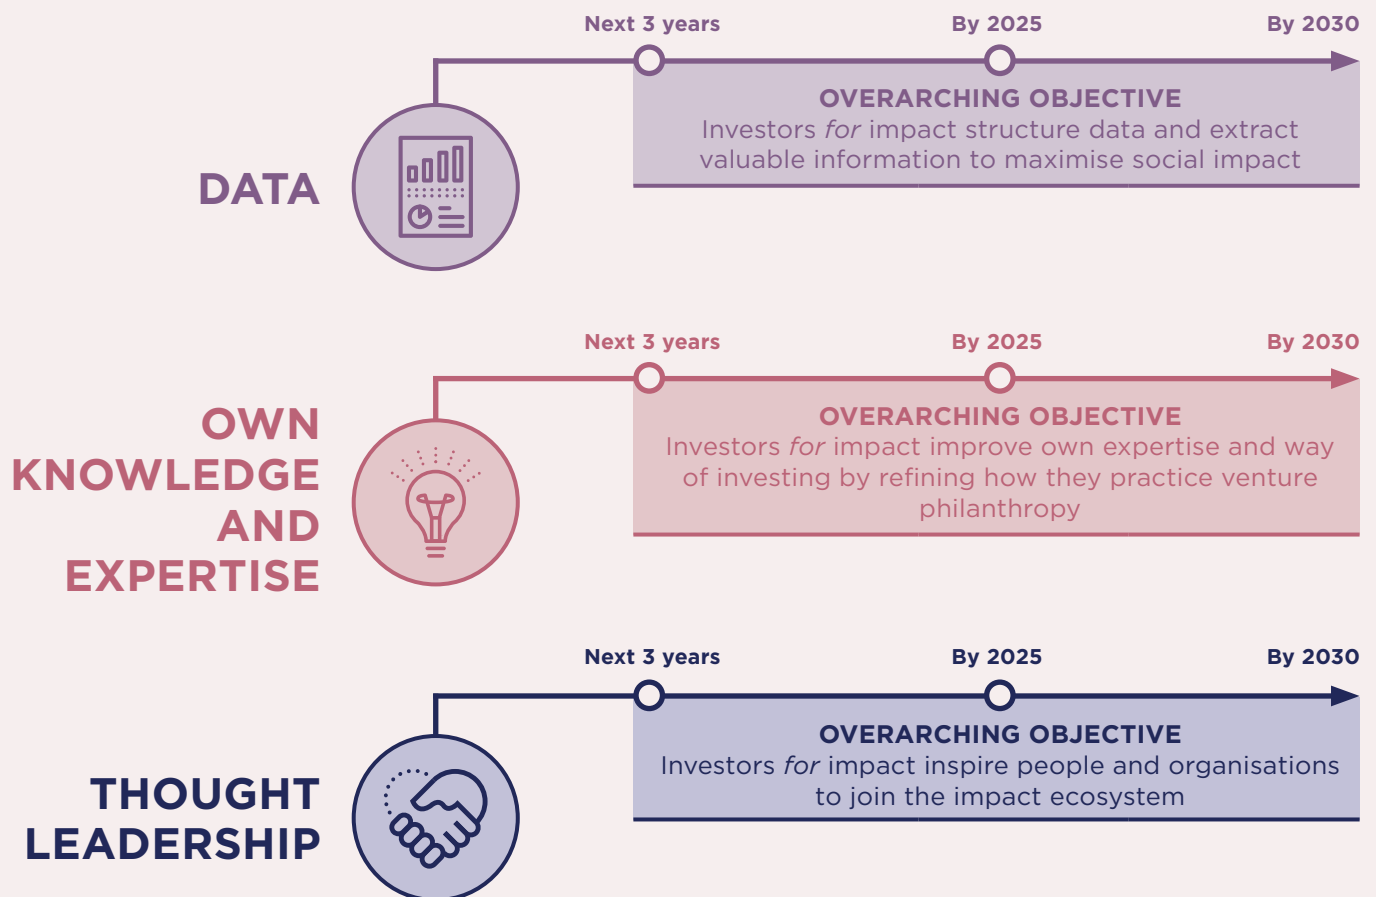 Next 3 years
By 2025
By 2030
DATA
OVERARCHING OBJECTIVE
Investors for impact structure data and extract
valuable information to maximise social impact
Next 3 years
By 2025
By 2030
OWN
KNOWLEDGE
AND
EXPERTISE
OVERARCHING OBJECTIVE
Investors for impact improve own expertise and way
of investing by refining how they practice venture
philanthropy
Next 3 years
By 2025
By 2030
THOUGHT
LEADERSHIP
OVERARCHING OBJECTIVE
Investors for impact inspire people and organisations
to join the impact ecosystem